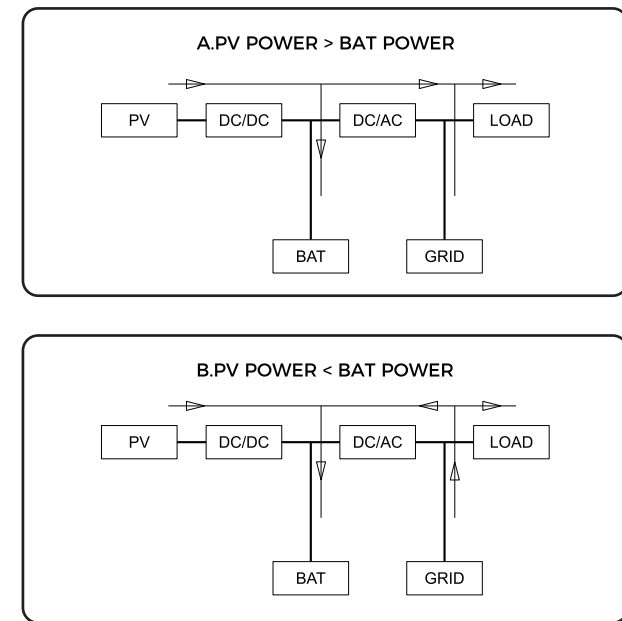 A.PV POWER > BAT POWER
PV DC/DC DC/AC LOAD
BAT GRID
B.PV POWER < BAT POWER
PV DC/DC DC/AC LOAD
BAT GRID